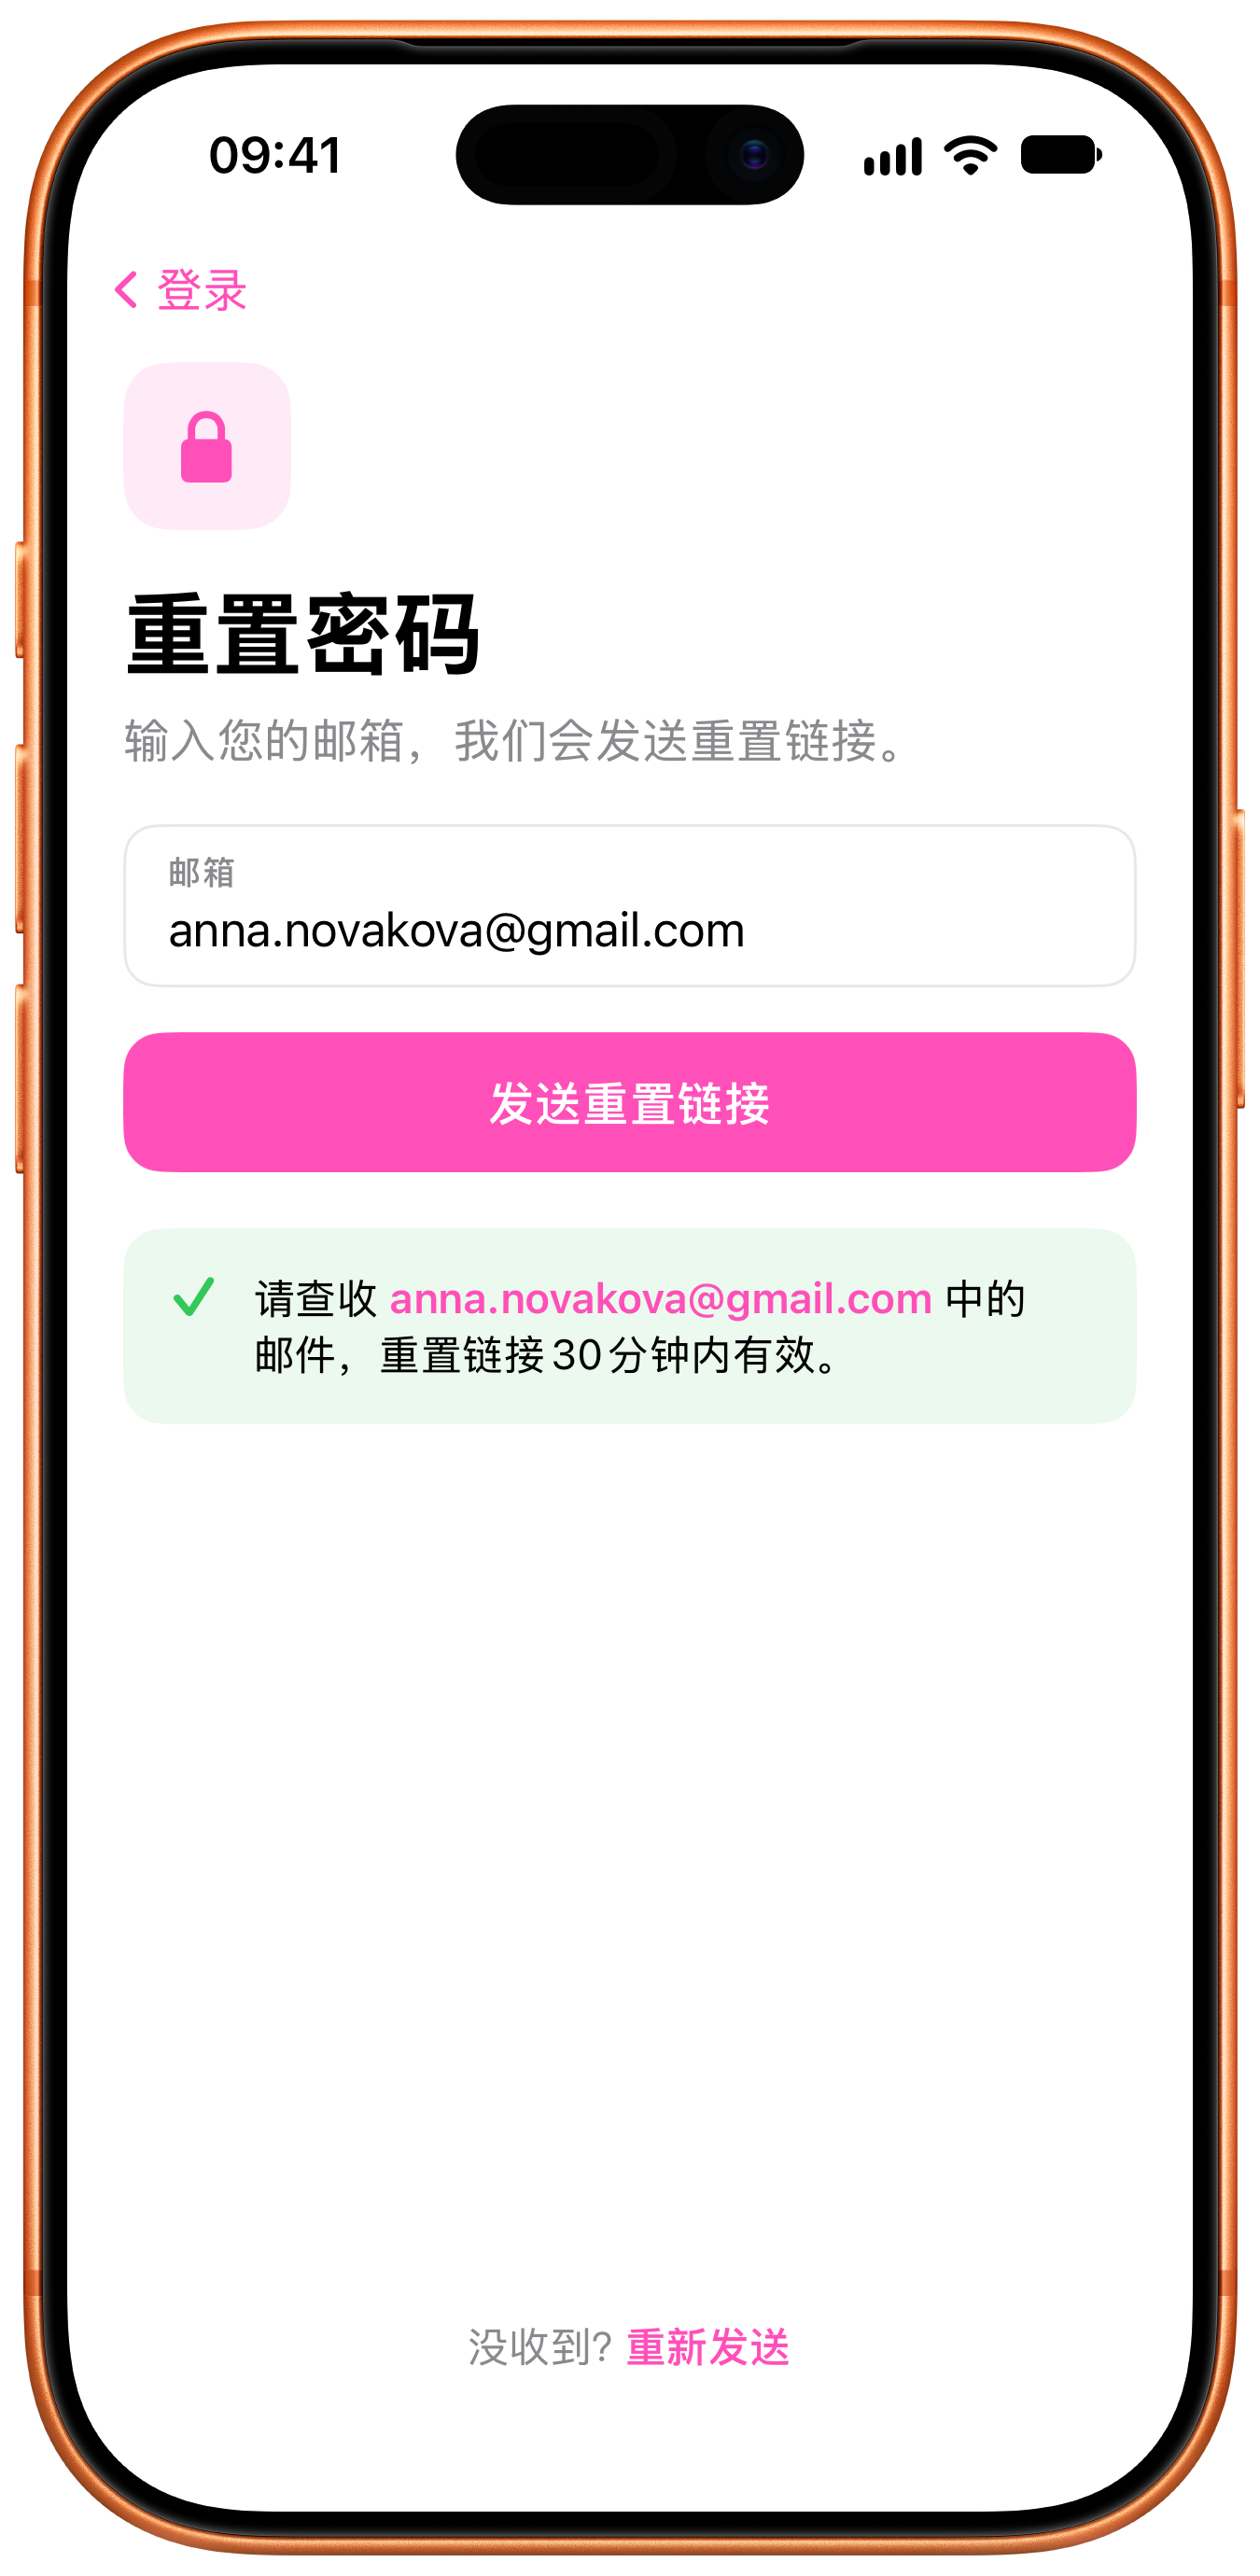 09:41
登录
重置密码
输入您的邮箱，我们会发送重置链接。
邮箱
anna.novakova@gmail.com
发送重置链接
请查收 anna.novakova@gmail.com 中的
邮件，重置链接 30 分钟内有效。
没收到? 重新发送